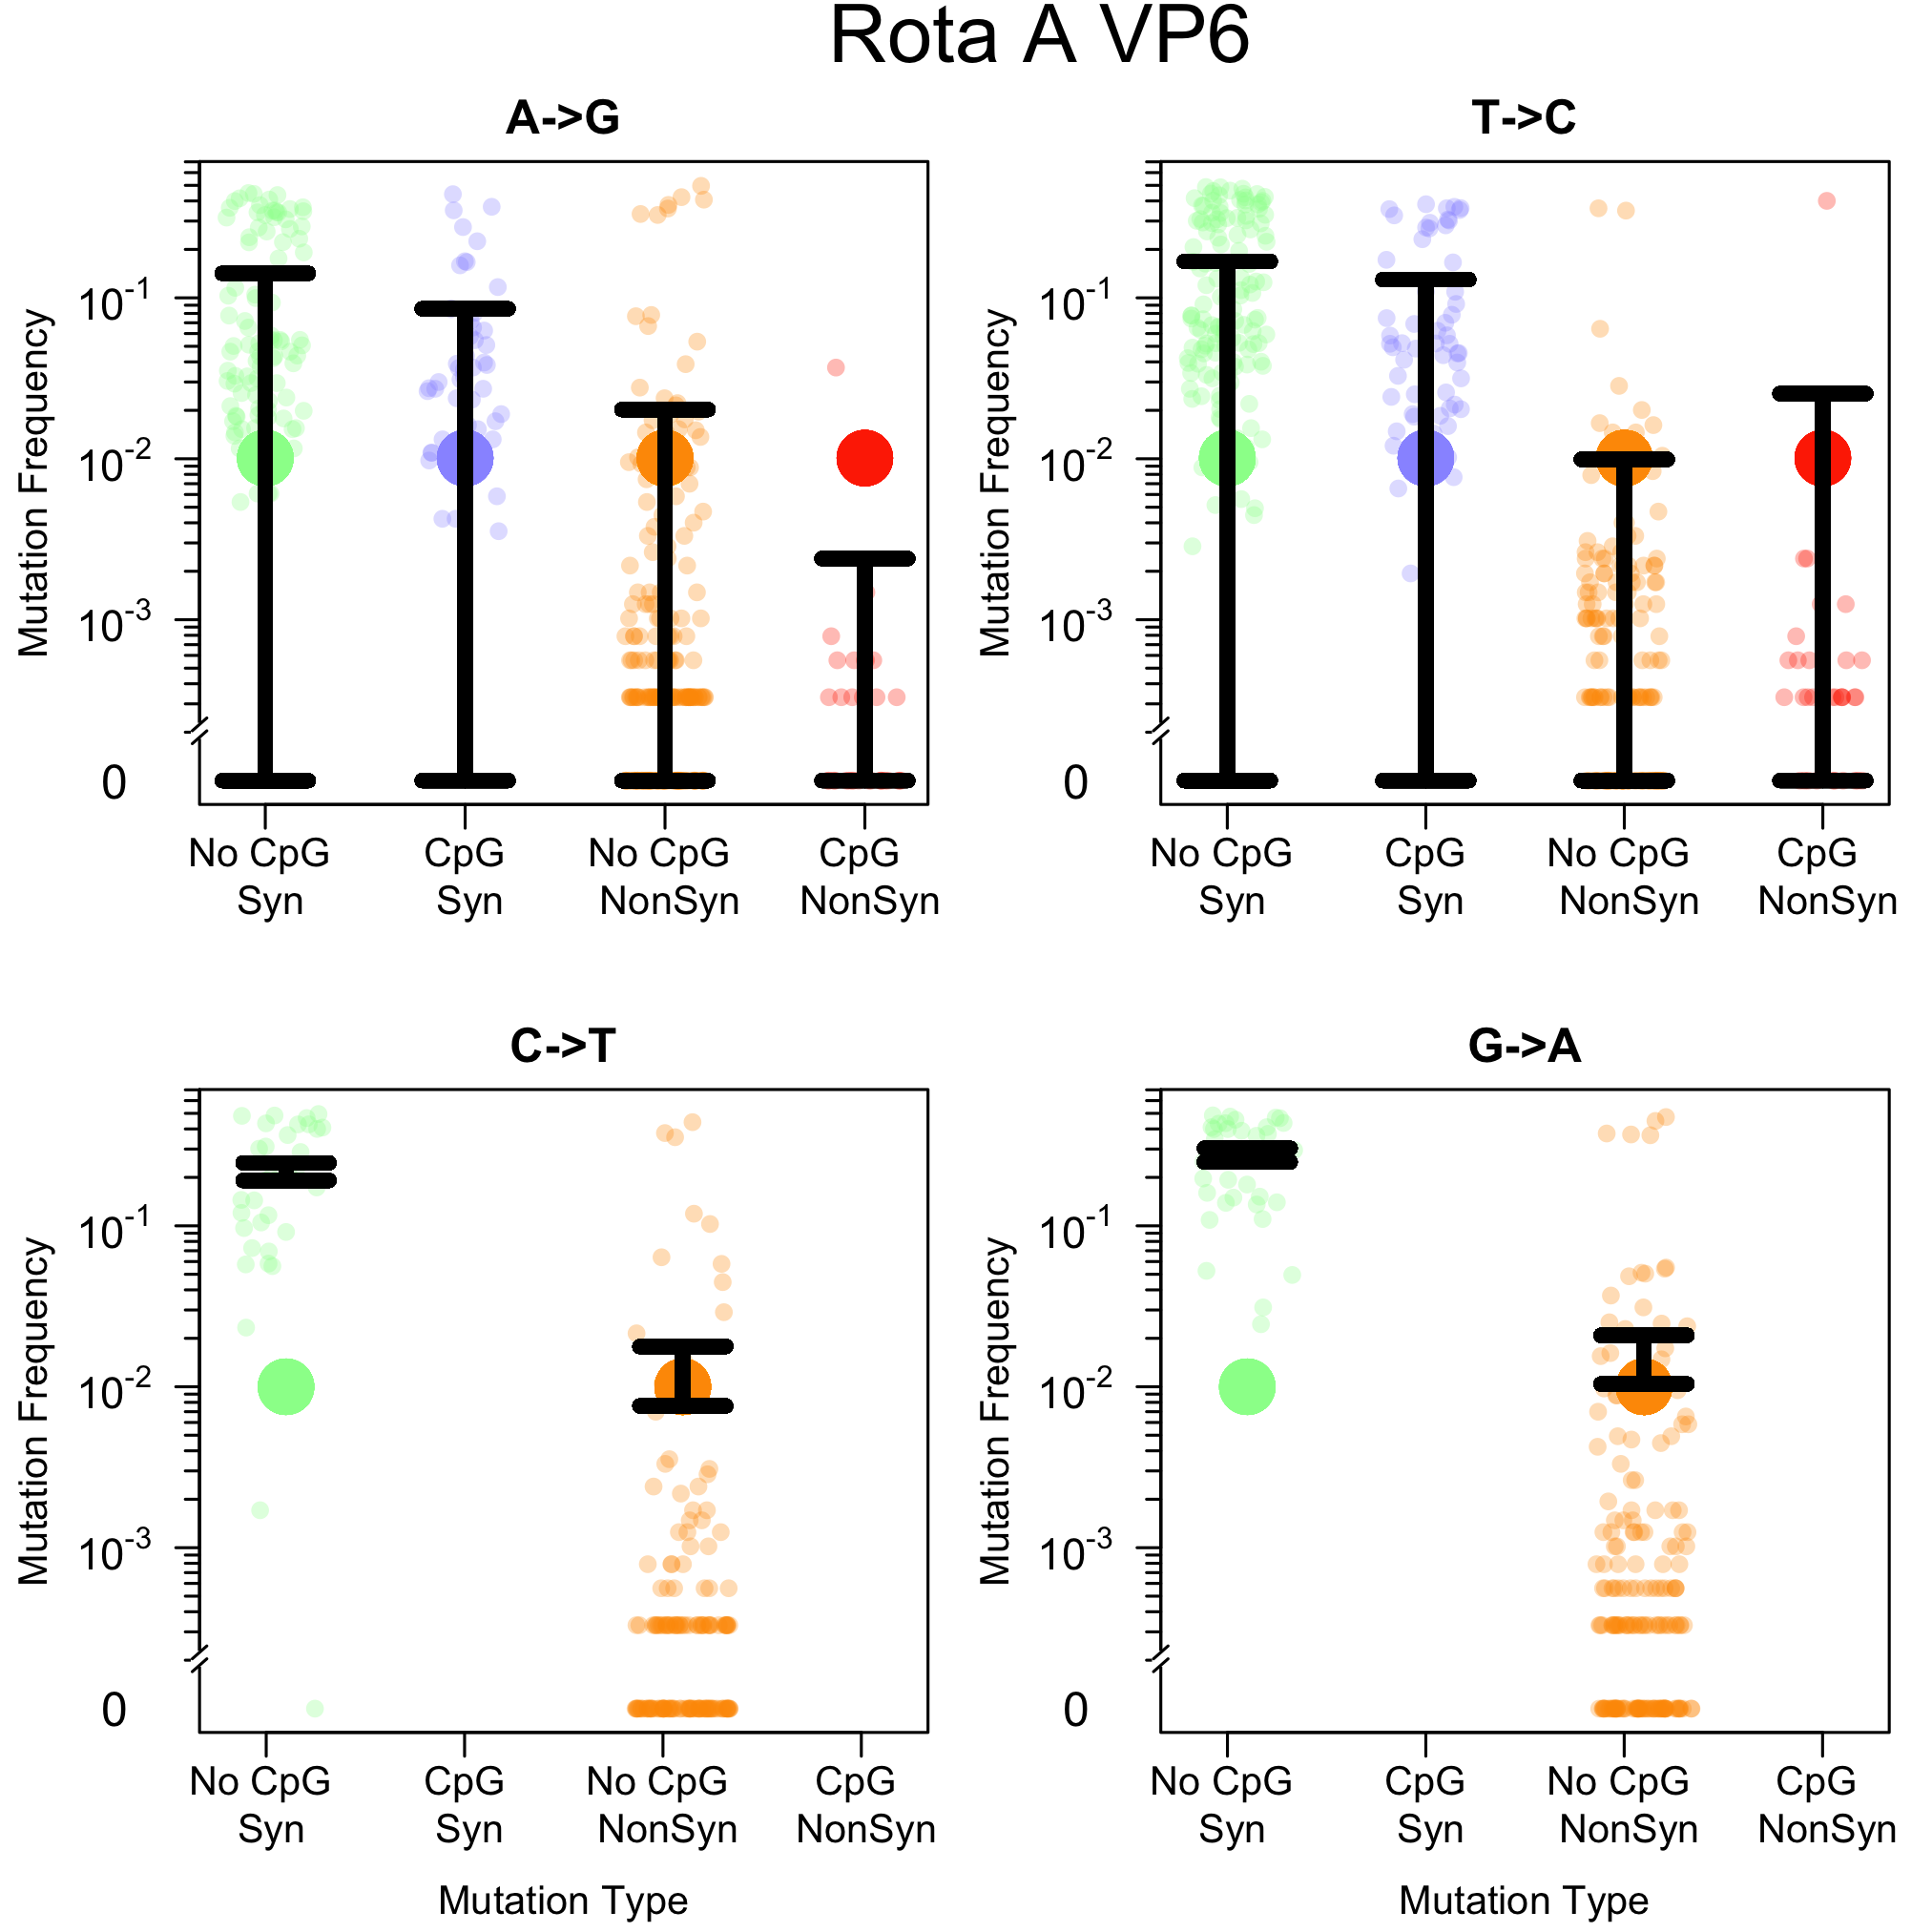 Rota A VP6
A->G
Mutation Frequency
10^-1
10^-2
10^-3
0
No CpG CpG No CpG CpG
Syn Syn NonSyn NonSyn
T->C
Mutation Frequency
10^-1
10^-2
10^-3
0
No CpG CpG No CpG CpG
Syn Syn NonSyn NonSyn
C->T
Mutation Frequency
10^-1
10^-2
10^-3
0
No CpG CpG No CpG CpG
Syn Syn NonSyn NonSyn
Mutation Type
G->A
Mutation Frequency
10^-1
10^-2
10^-3
0
No CpG CpG No CpG CpG
Syn Syn NonSyn NonSyn
Mutation Type